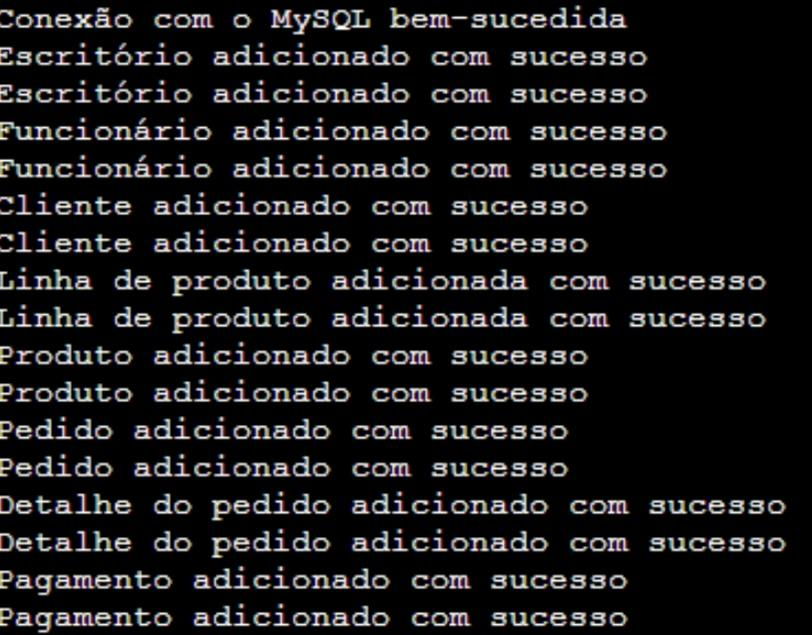 Conexão com o MySQL bem-sucedida
Escritório adicionado com sucesso
Escritório adicionado com sucesso
Funcionário adicionado com sucesso
Funcionário adicionado com sucesso
Cliente adicionado com sucesso
Cliente adicionado com sucesso
Linha de produto adicionada com sucesso
Linha de produto adicionada com sucesso
Produto adicionado com sucesso
Produto adicionado com sucesso
Pedido adicionado com sucesso
Pedido adicionado com sucesso
Detalhe do pedido adicionado com sucesso
Detalhe do pedido adicionado com sucesso
Pagamento adicionado com sucesso
Pagamento adicionado com sucesso